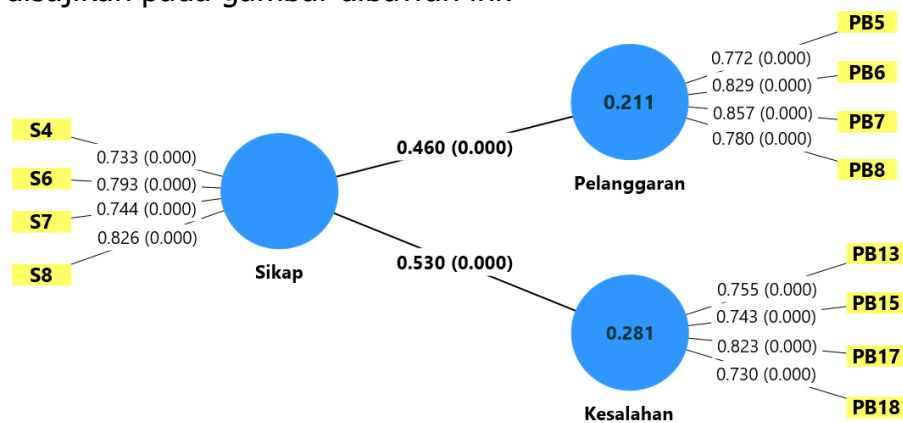 S4
S6
S7
S8
0.733 (0.000)
0.793 (0.000)
0.744 (0.000)
0.826 (0.000)
Sikap
0.460 (0.000)
0.530 (0.000)
0.211
Pelanggaran
0.772 (0.000)
0.829 (0.000)
0.857 (0.000)
0.780 (0.000)
PB5
PB6
PB7
PB8
0.281
Kesalahan
0.755 (0.000)
0.743 (0.000)
0.823 (0.000)
0.730 (0.000)
PB13
PB15
PB17
PB18